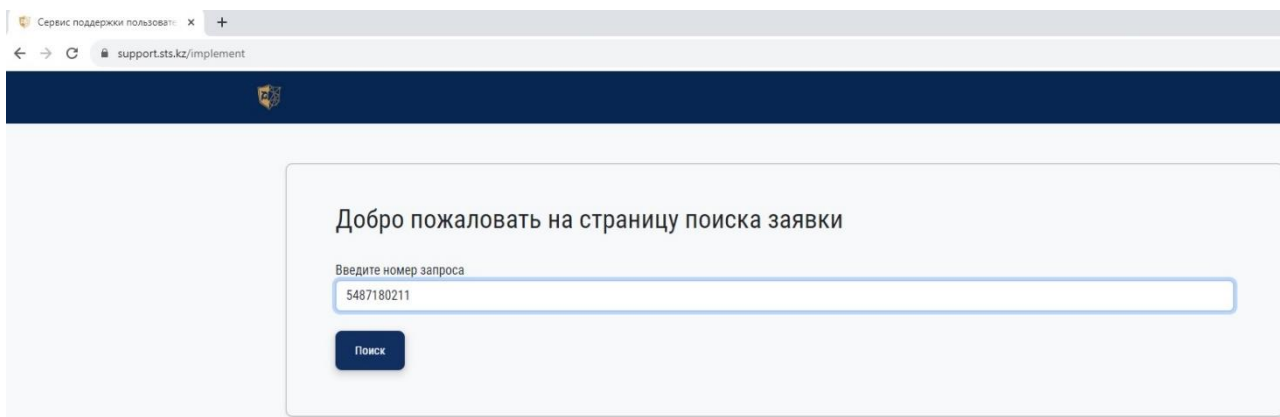 Сервис поддержки пользовате
support.sts.kz/implement
Добро пожаловать на страницу поиска заявки
Введите номер запроса
5487180211
Поиск